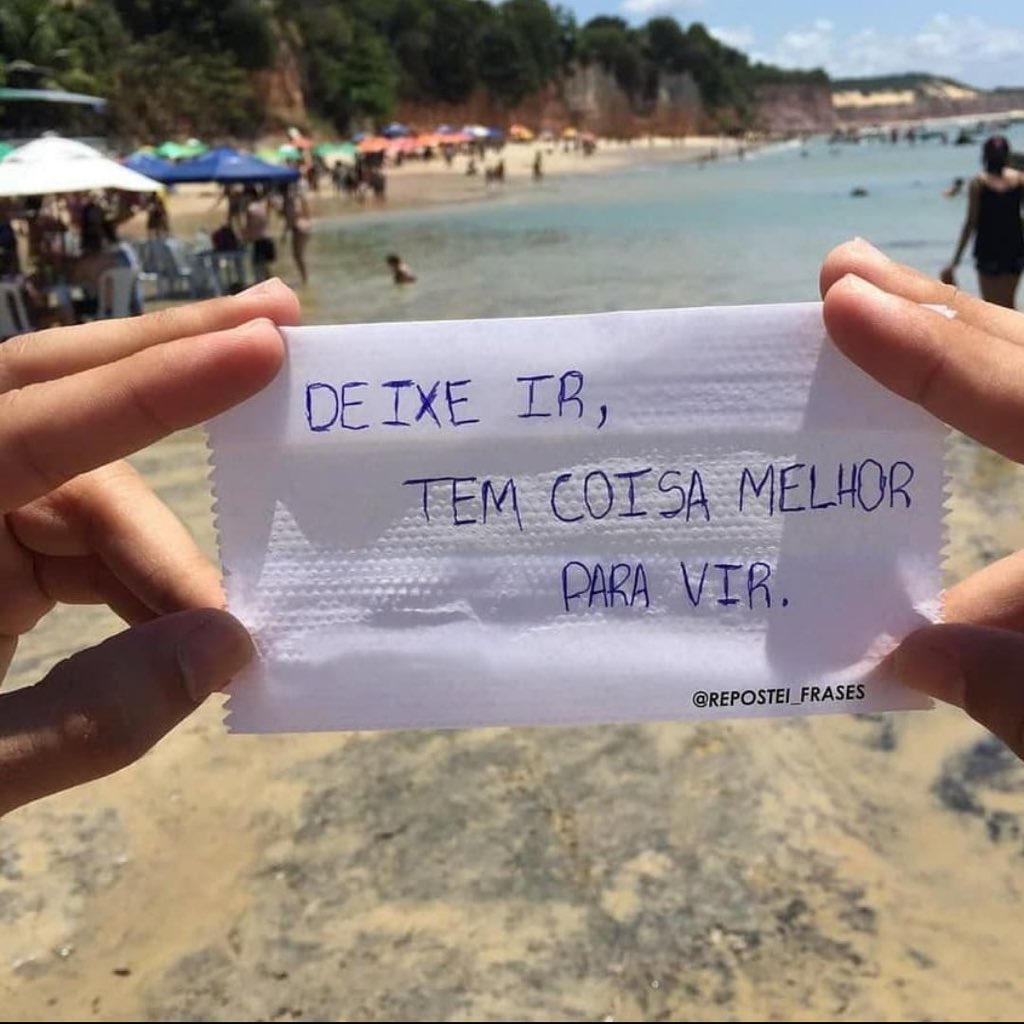 DEIXE IR,
TEM COISA MELHOR
PARA VIR.
@REPOSTEI_FRASES